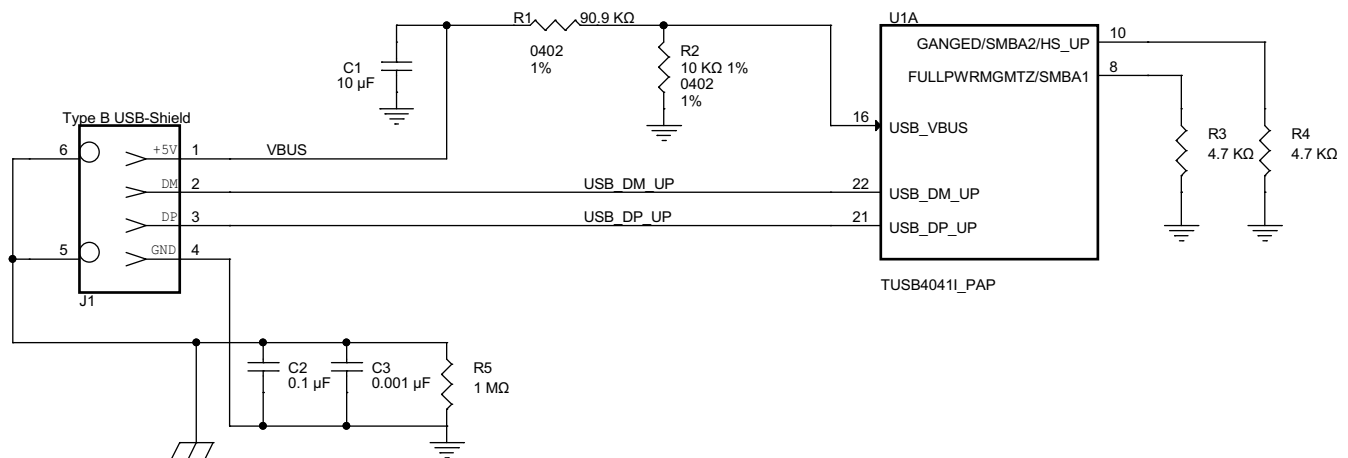 U1A
R1 90.9 KΩ
0402
1%
R2
10 KΩ 1%
0402
1%
C1
10 µF
GANGED/SMBA2/HS_UP
10
FULLPWRMGMTZ/SMBA1
8
Type B USB-Shield
16
USB_VBUS
R3
4.7 KΩ
R4
4.7 KΩ
6
+5V
1
VBUS
DM
2
USB_DM_UP
22
USB_DM_UP
DP
3
USB_DP_UP
21
USB_DP_UP
5
GND
4
J1
TUSB4041I_PAP
C2
0.1 µF
C3
0.001 µF
R5
1 MΩ